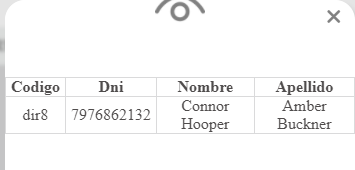 Codigo Dni Nombre Apellido
dir8 7976862132 Connor Hooper Amber Buckner